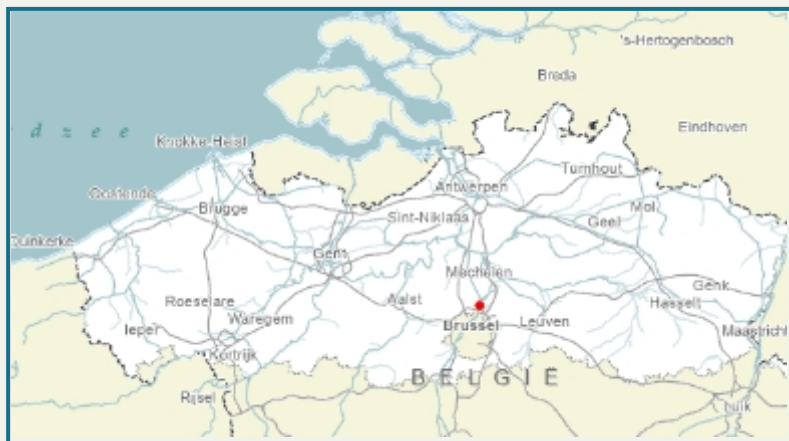 's-Hertogenbosch
Breda
Eindhoven
d z e e
Knokke-Heist
Turnhout
Antwerpen
Oostende
Brugge
Sint-Niklaas
Geel
Mol
Duinkerke
Gent
Mechelen
Genk
Aalst
Hasselt
Roeselare
Waregem
Ieper
Brussel
Leuven
Maastricht
Kortrijk
BELGIË
Rijsel
Luik